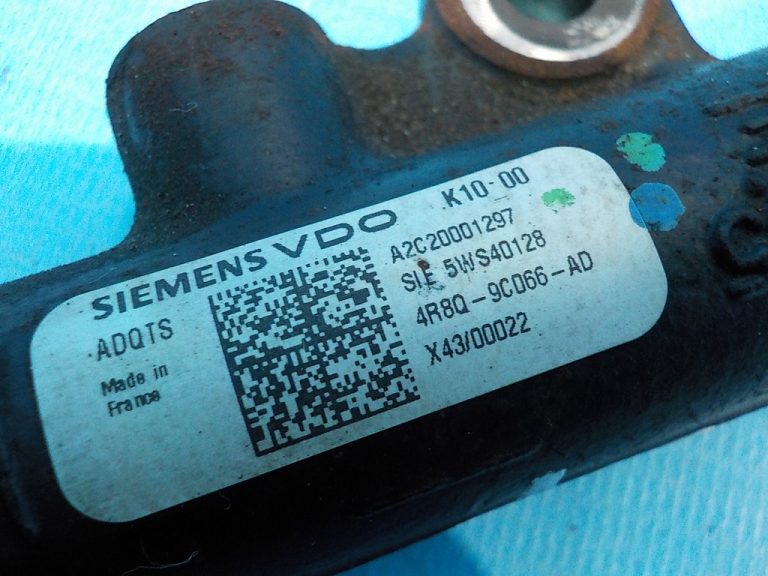 SIEMENS VDO
K10-00
ADQTS
Made in
France
A2C20001297
SIE 5WS40128
4R8Q-9C066-AD
X43/00022